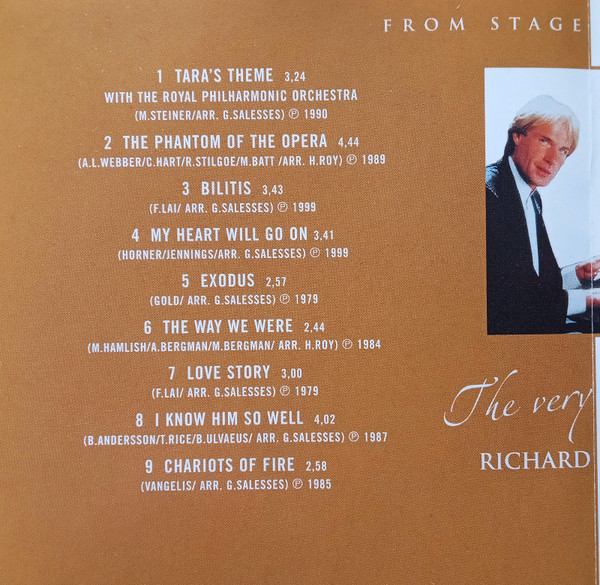 FROM STAGE
1 TARA'S THEME 3,24
WITH THE ROYAL PHILHARMONIC ORCHESTRA
(M.STEINER/ARR. G.SALESSES) ℗ 1990
2 THE PHANTOM OF THE OPERA 4,44
(A.L.WEBBER/C.HART/R.STILGOE/M.BATT /ARR. H.ROY) ℗ 1989
3 BILITIS 3,43
(F.LAI/ ARR. G.SALESSES) ℗ 1999
4 MY HEART WILL GO ON 3,41
(HORNER/JENNINGS/ARR. G.SALESSES) ℗ 1999
5 EXODUS 2,57
(GOLD/ ARR. G.SALESSES) ℗ 1979
6 THE WAY WE WERE 2,44
(M.HAMLISH/A.BERGMAN/M.BERGMAN/ ARR. H.ROY) ℗ 1984
7 LOVE STORY 3,00
(F.LAI/ ARR. G.SALESSES) ℗ 1979
8 I KNOW HIM SO WELL 4,02
(B.ANDERSSON/T.RICE/B.ULVAEUS/ ARR. G.SALESSES) ℗ 1987
9 CHARIOTS OF FIRE 2,58
(VANGELIS/ ARR. G.SALESSES) ℗ 1985
The very
RICHARD